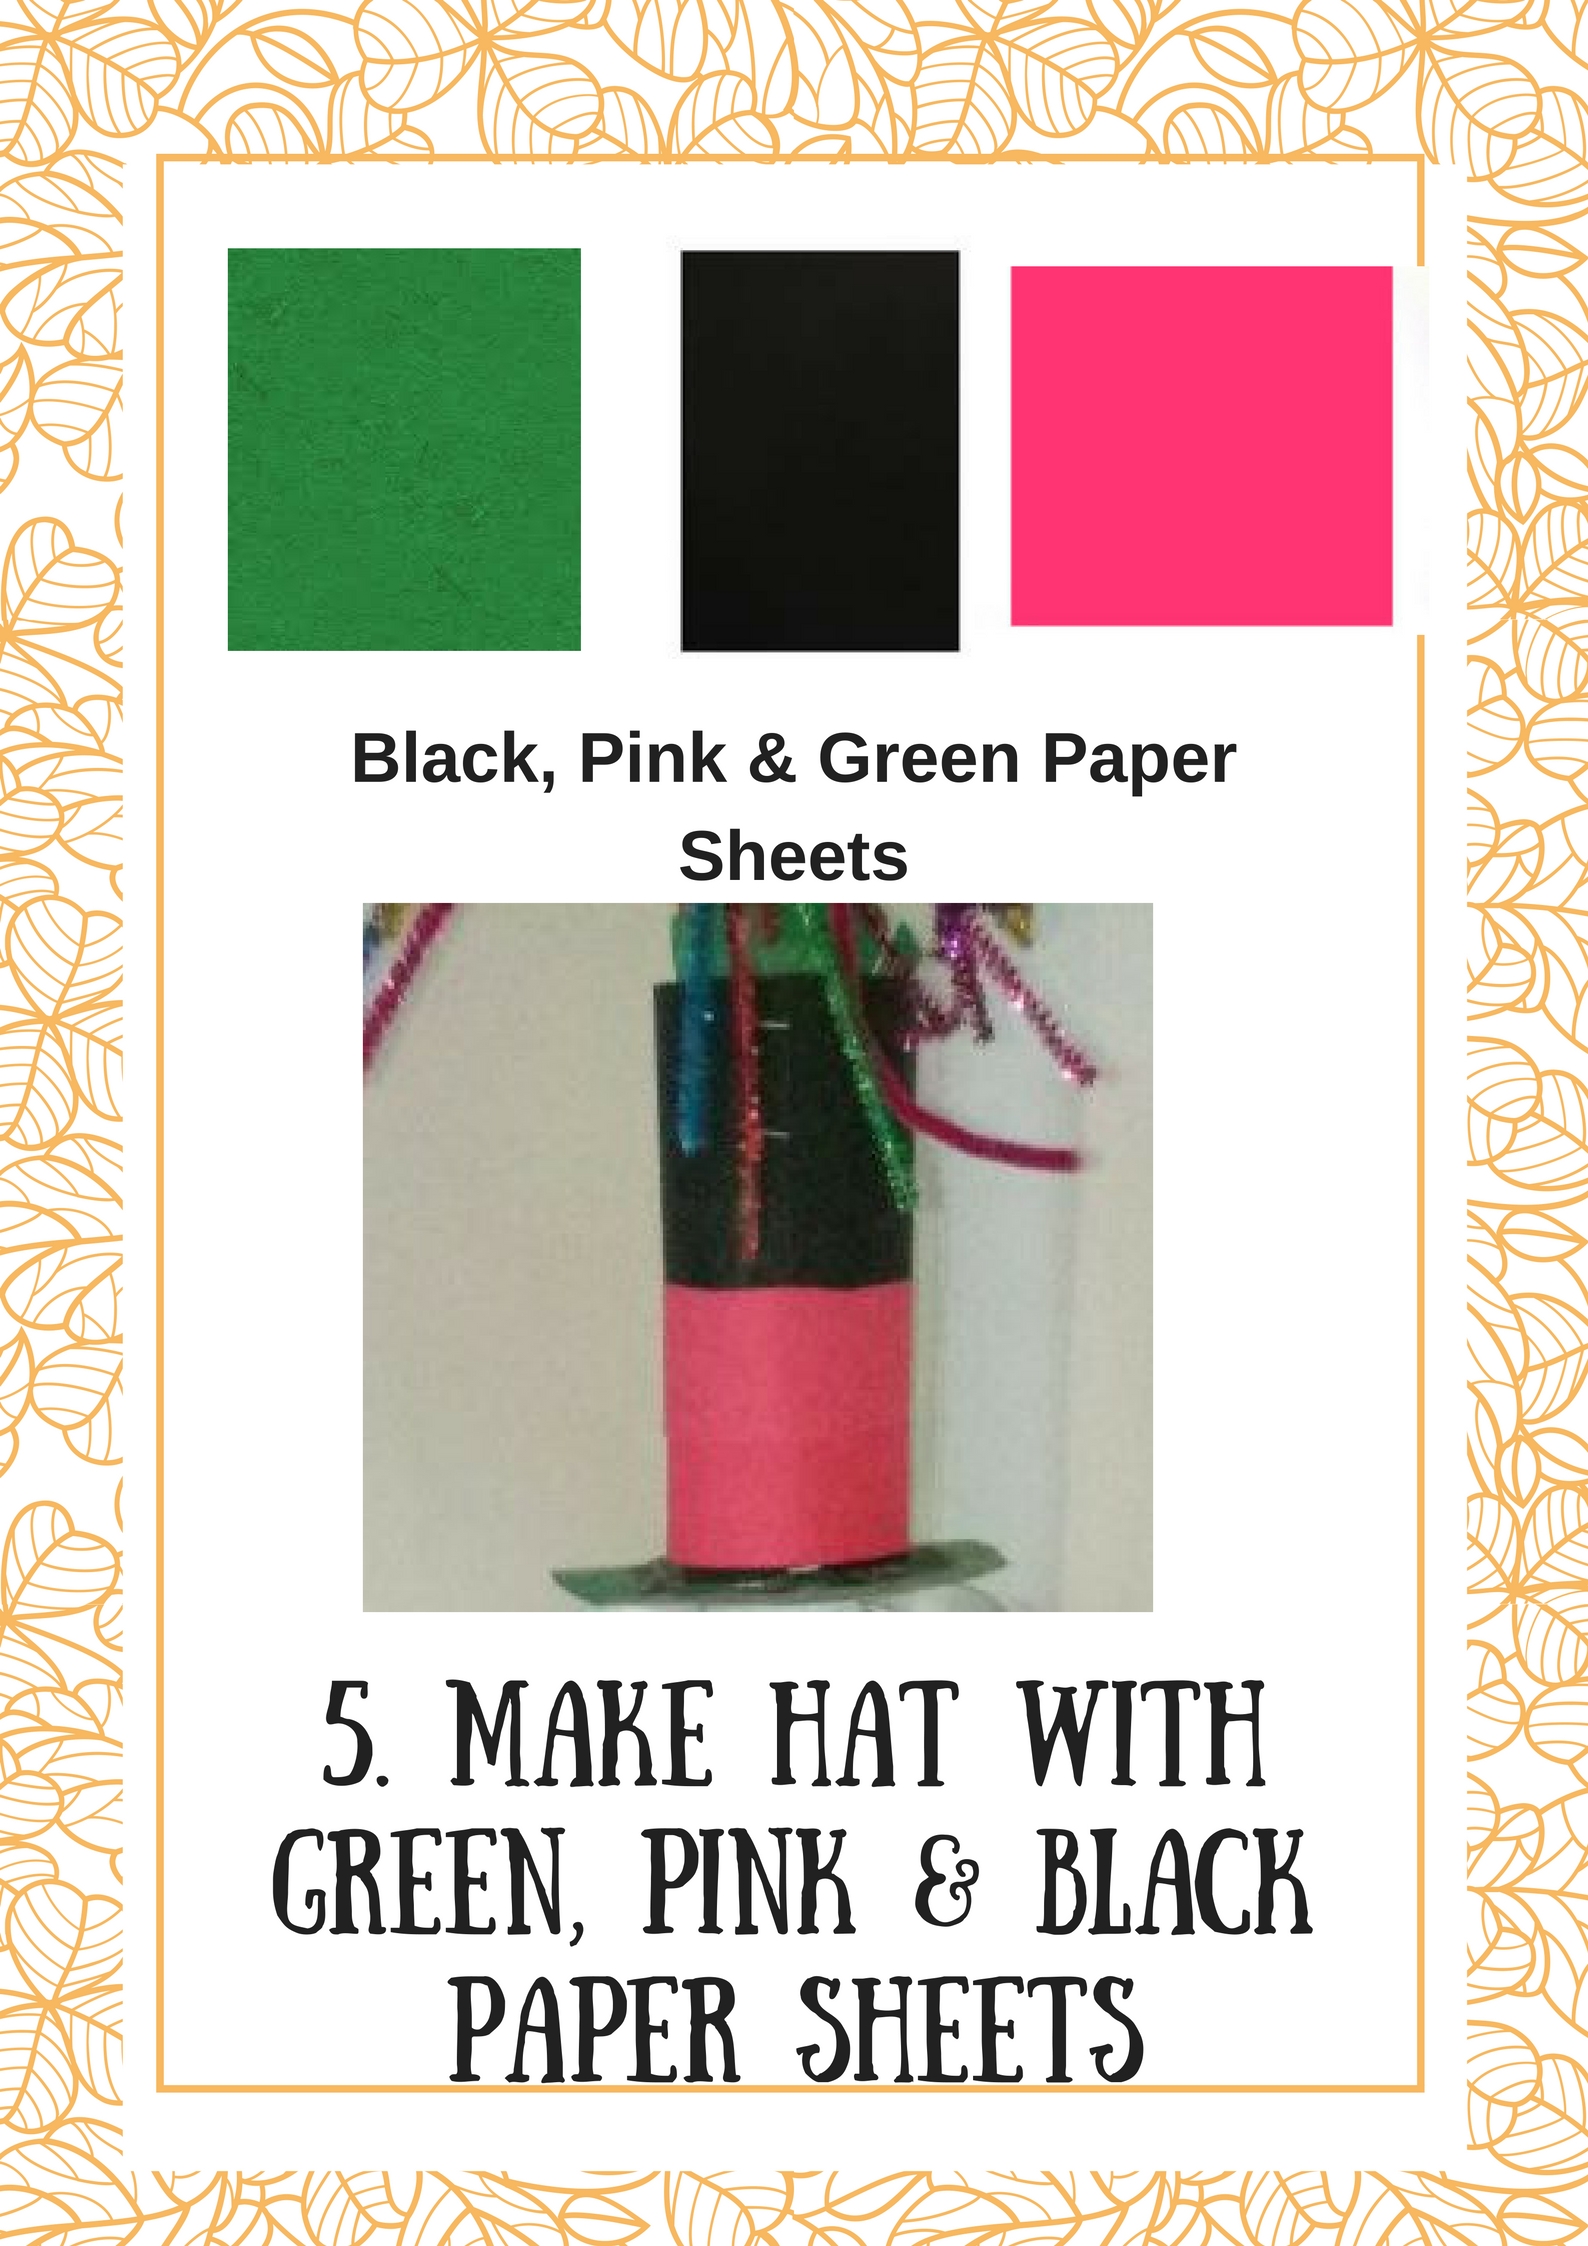 Black, Pink & Green Paper
Sheets
5. MAKE HAT WITH
GREEN, PINK & BLACK
PAPER SHEETS